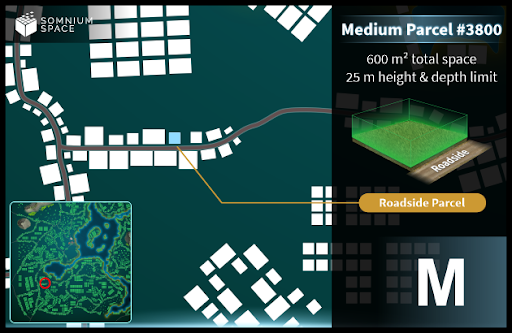 SOMNIUM
SPACE
Medium Parcel #3800
600 m² total space
25 m height & depth limit
Roadside
Roadside Parcel
M